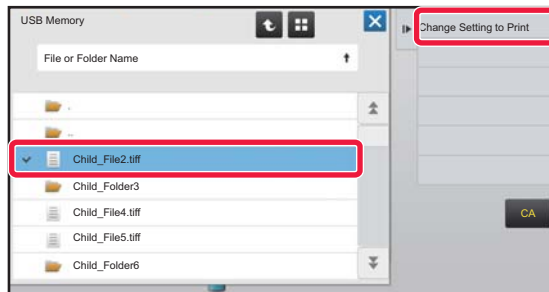 USB Memory
Change Setting to Print
File or Folder Name
.
..
Child_File2.tiff
Child_Folder3
Child_File4.tiff
Child_File5.tiff
Child_Folder6
CA